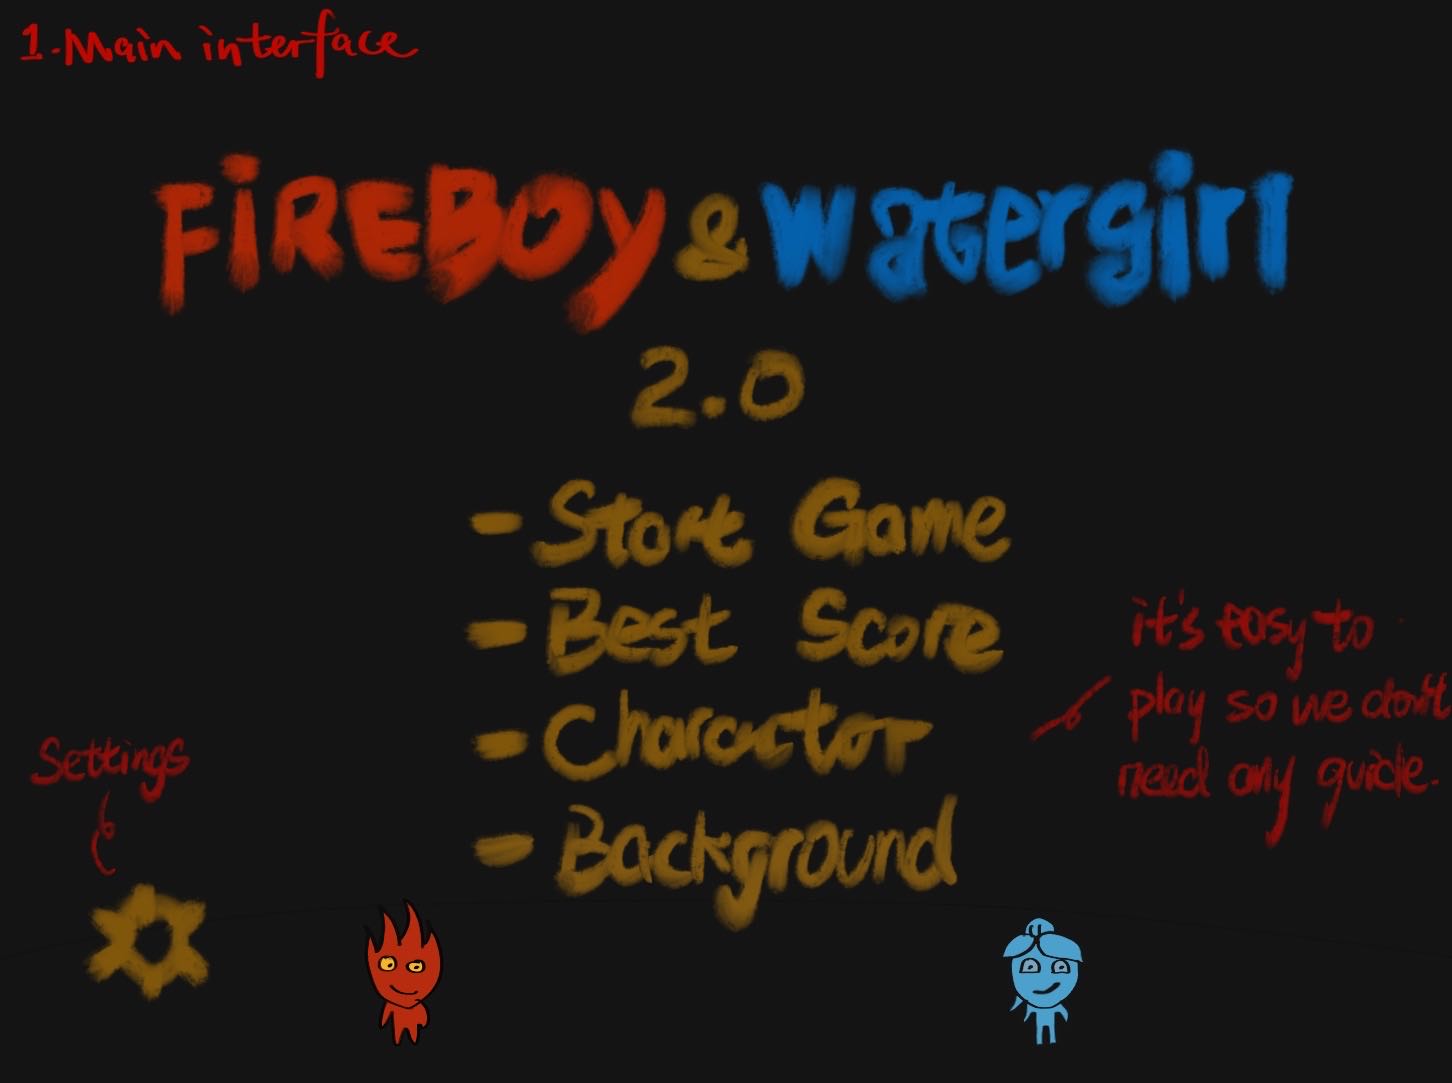 1. Main interface
FiREBOY & Watergirl
2.0
- Start Game
- Best Score
- Charactor
- Background
it's easy to
play so we don't
need any guide.
Settings